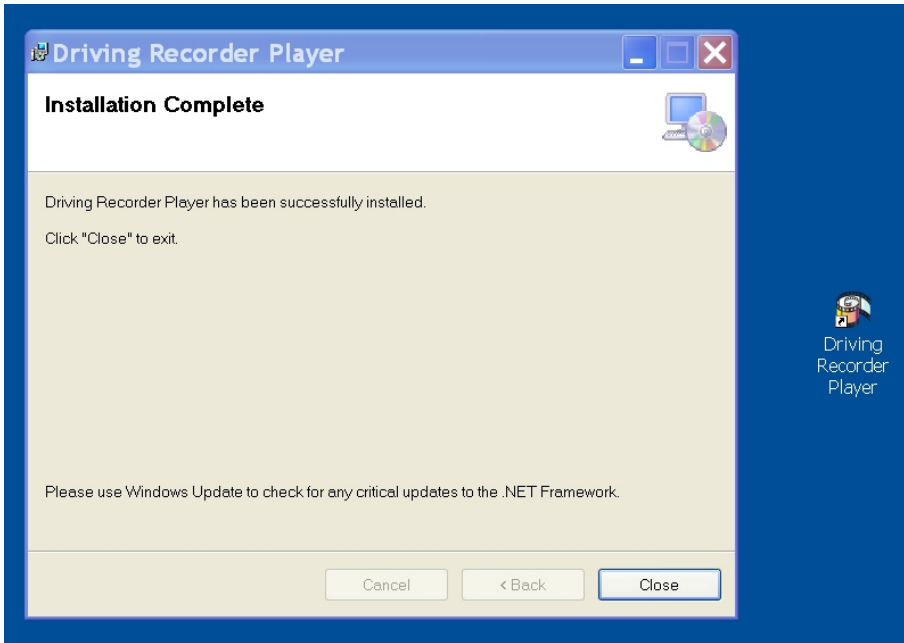 Driving Recorder Player
Installation Complete
Driving Recorder Player has been successfully installed.
Click "Close" to exit.
Driving
Recorder
Player
Please use Windows Update to check for any critical updates to the .NET Framework.
Cancel
< Back
Close